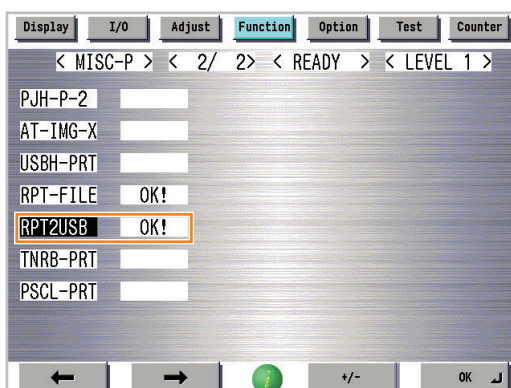 Display I/O Adjust Function Option Test Counter
< MISC-P > < 2/ 2> < READY > < LEVEL 1 >
PJH-P-2
AT-IMG-X
USBH-PRT
RPT-FILE OK!
RPT2USB OK!
TNRB-PRT
PSCL-PRT
+/- OK